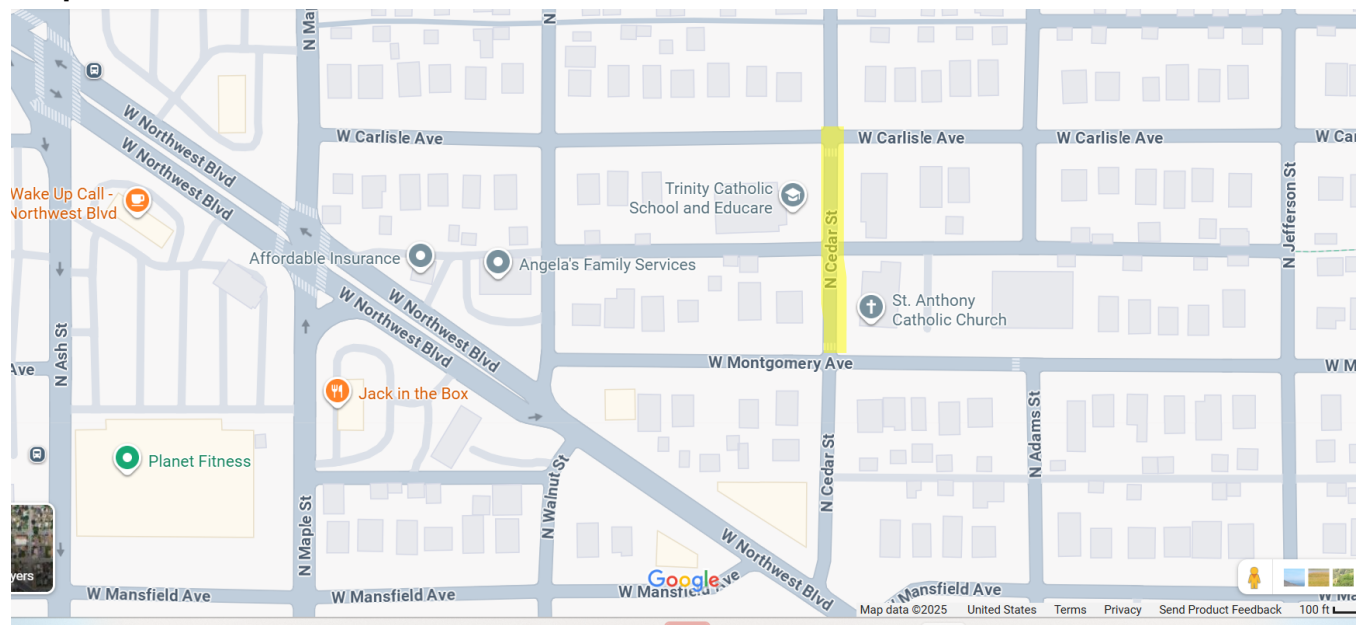 N Ma
N
W Northwest Blvd
W Northwest Blvd
W Carlisle Ave
W Carlisle Ave
W Carlisle Ave
W Ca
Wake Up Call -
Northwest Blvd
Trinity Catholic
School and Educare
N Cedar St
N Jefferson St
Affordable Insurance
Angela's Family Services
W Northwest Blvd
W Northwest Blvd
St. Anthony
Catholic Church
N Ash St
Ave
W Montgomery Ave
W M
Jack in the Box
N Adams St
Planet Fitness
N Walnut St
N Cedar St
N Maple St
W Northwest Blvd
yers
W Mansfield Ave
W Mansfield Ave
W Mansfield Ave
Mansfield Ave
Google
Map data ©2025 United States Terms Privacy Send Product Feedback 100 ft